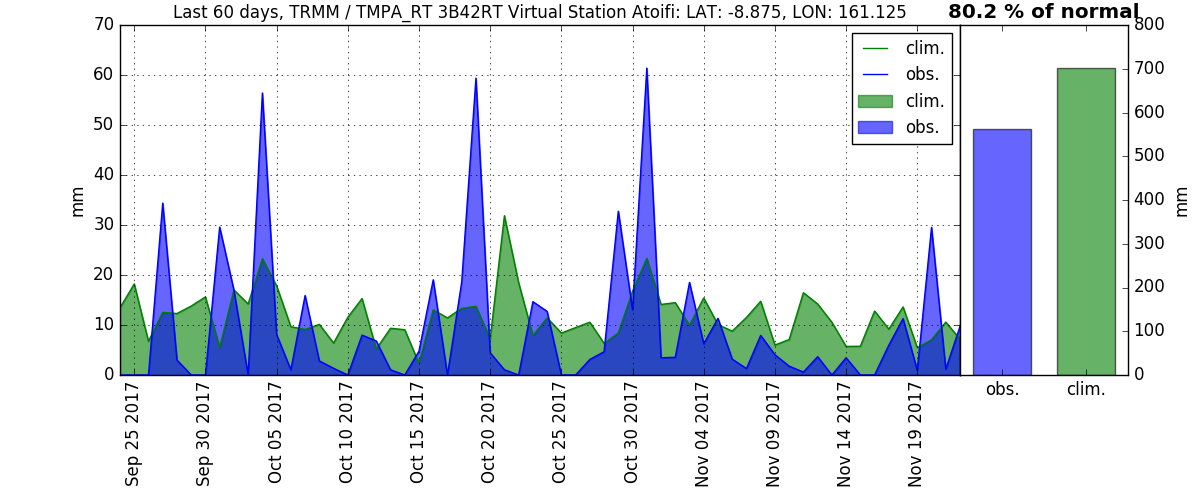 Last 60 days, TRMM / TMPA_RT 3B42RT Virtual Station Atoifi: LAT: -8.875, LON: 161.125
80.2 % of normal
70
60
50
40
30
20
10
0
mm
clim.
obs.
clim.
obs.
Sep 25 2017
Sep 30 2017
Oct 05 2017
Oct 10 2017
Oct 15 2017
Oct 20 2017
Oct 25 2017
Oct 30 2017
Nov 04 2017
Nov 09 2017
Nov 14 2017
Nov 19 2017
800
700
600
500
400
300
200
100
0
mm
obs.
clim.